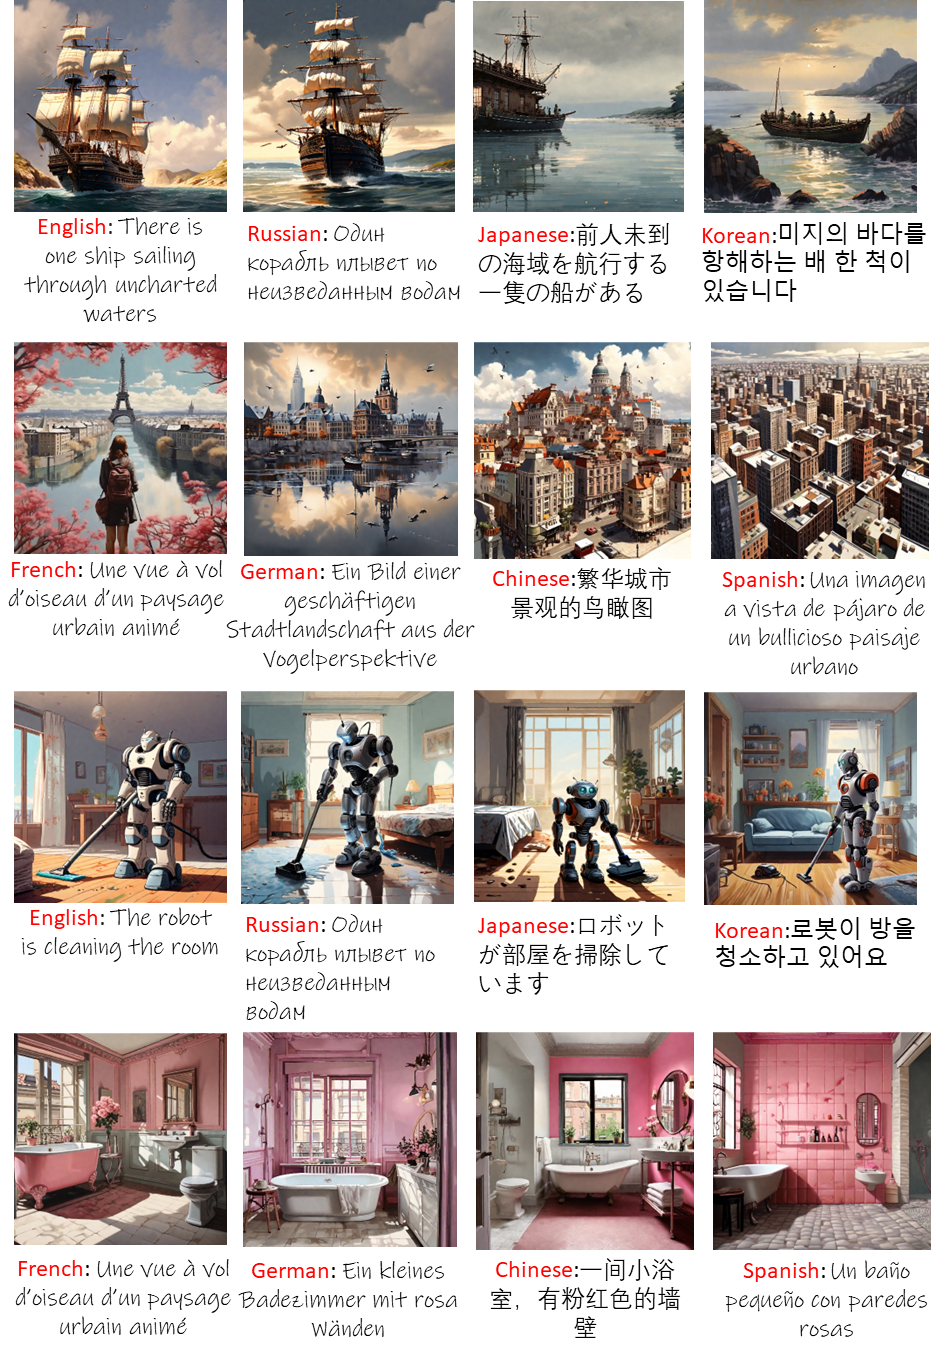 English: There is
one ship sailing
through uncharted
waters
Russian: Один
корабль плывет по
неизведанным водам
Japanese:前人未到
の海域を航行する
一隻の船がある
Korean:미지의 바다를
항해하는 배 한 척이
있습니다
French: Une vue à vol
d'oiseau d'un paysage
urbain animé
German: Ein Bild einer
geschäftigen
Stadtlandschaft aus der
Vogelperspektive
Chinese:繁华城市
景观的鸟瞰图
Spanish: Una imagen
a vista de pájaro de
un bullicioso paisaje
urbano
English: The robot
is cleaning the room
Russian: Один
корабль плывет по
неизведанным
водам
Japanese:ロボット
が部屋を掃除して
います
Korean:로봇이 방을
청소하고 있어요
French: Une vue à vol
d'oiseau d'un paysage
urbain animé
German: Ein kleines
Badezimmer mit rosa
Wänden
Chinese:一间小浴
室，有粉红色的墙
壁
Spanish: Un baño
pequeño con paredes
rosas